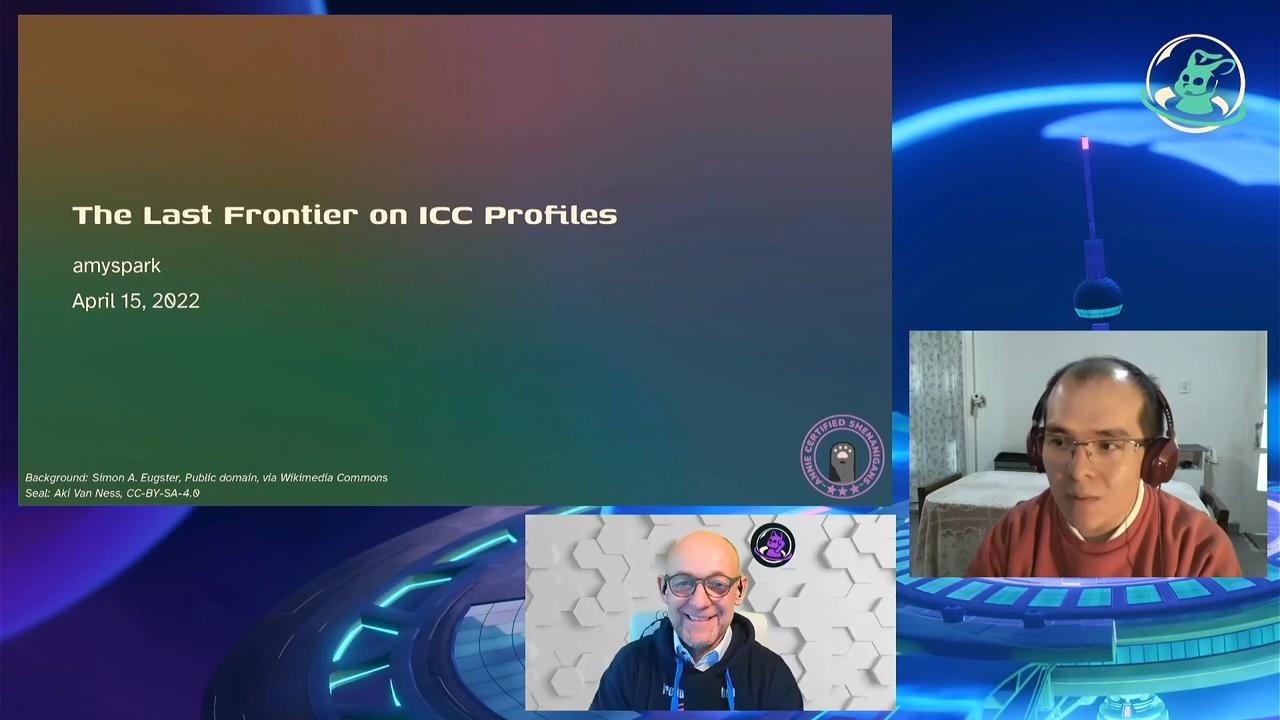 The Last Frontier on ICC Profiles
amyspark
April 15, 2022
ANNIE CERTIFIED SHENANIGANS
Background: Simon A. Eugster, Public domain, via Wikimedia Commons
Seal: Aki Van Ness, CC-BY-SA-4.0